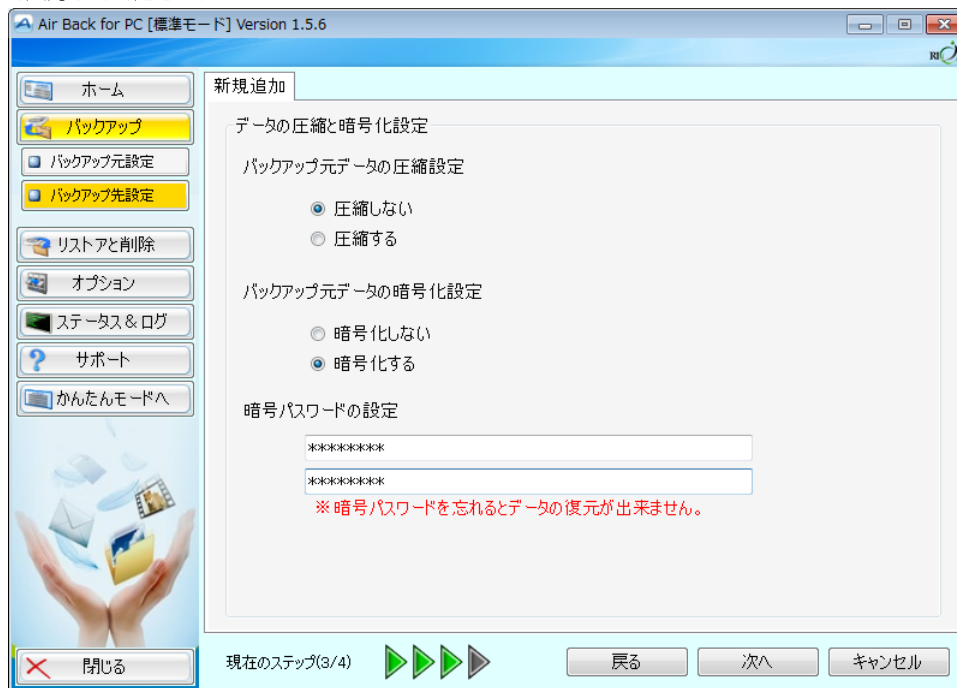 Air Back for PC [標準モード] Version 1.5.6
RI
ホーム
バックアップ
バックアップ元設定
バックアップ先設定
リストアと削除
オプション
ステータス&ログ
サポート
かんたんモードへ
閉じる
新規追加
データの圧縮と暗号化設定
バックアップ元データの圧縮設定
圧縮しない
圧縮する
バックアップ元データの暗号化設定
暗号化しない
暗号化する
暗号パスワードの設定
********
********
※暗号パスワードを忘れるとデータの復元が出来ません。
現在のステップ(3/4)
戻る
次へ
キャンセル